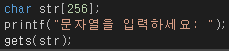 char str[256];
printf("문자열을 입력하세요: ");
gets(str);